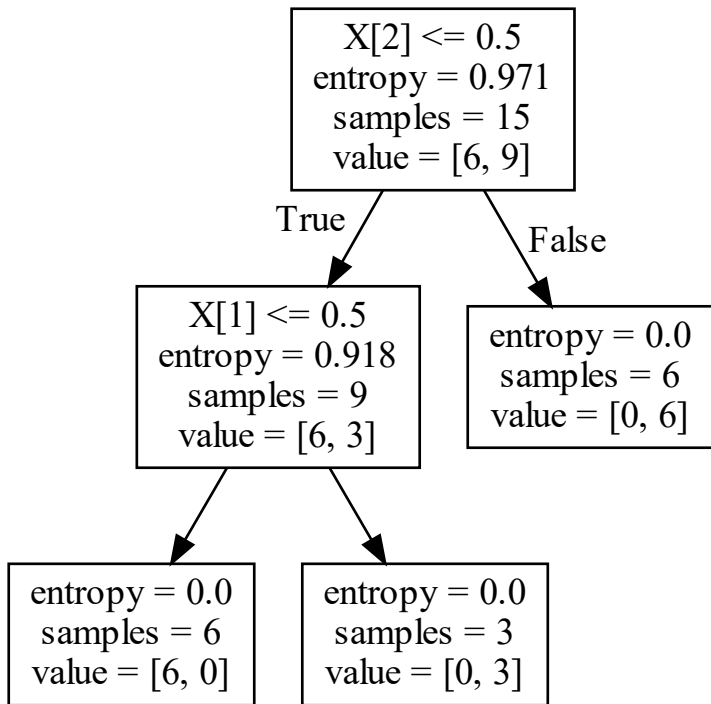 X[2] <= 0.5
entropy = 0.971
samples = 15
value = [6, 9]
True
False
X[1] <= 0.5
entropy = 0.918
samples = 9
value = [6, 3]
entropy = 0.0
samples = 6
value = [0, 6]
entropy = 0.0
samples = 6
value = [6, 0]
entropy = 0.0
samples = 3
value = [0, 3]